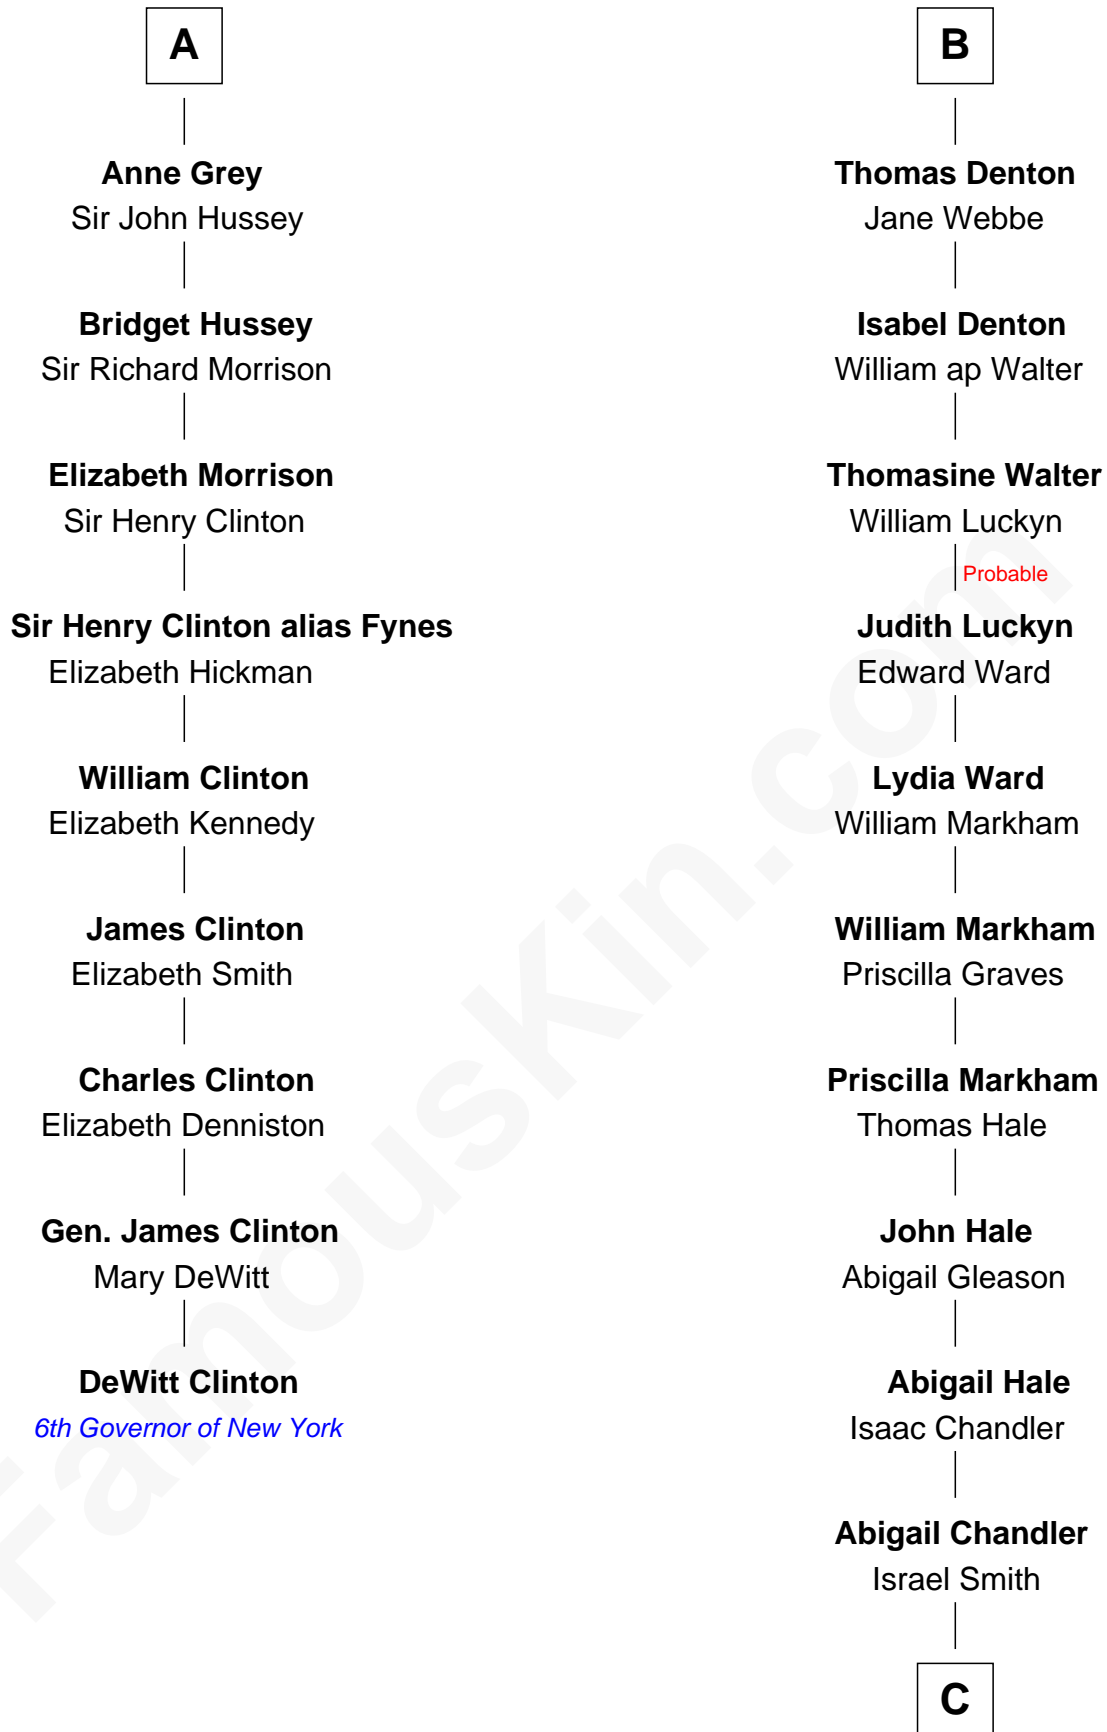 A
Anne Grey
Sir John Hussey
Bridget Hussey
Sir Richard Morrison
Elizabeth Morrison
Sir Henry Clinton
Sir Henry Clinton alias Fynes
Elizabeth Hickman
William Clinton
Elizabeth Kennedy
James Clinton
Elizabeth Smith
Charles Clinton
Elizabeth Denniston
Gen. James Clinton
Mary DeWitt
DeWitt Clinton
6th Governor of New York
B
Thomas Denton
Jane Webbe
Isabel Denton
William ap Walter
Thomasine Walter
William Luckyn
Probable
Judith Luckyn
Edward Ward
Lydia Ward
William Markham
William Markham
Priscilla Graves
Priscilla Markham
Thomas Hale
John Hale
Abigail Gleason
Abigail Hale
Isaac Chandler
Abigail Chandler
Israel Smith
C
FamousKin.com